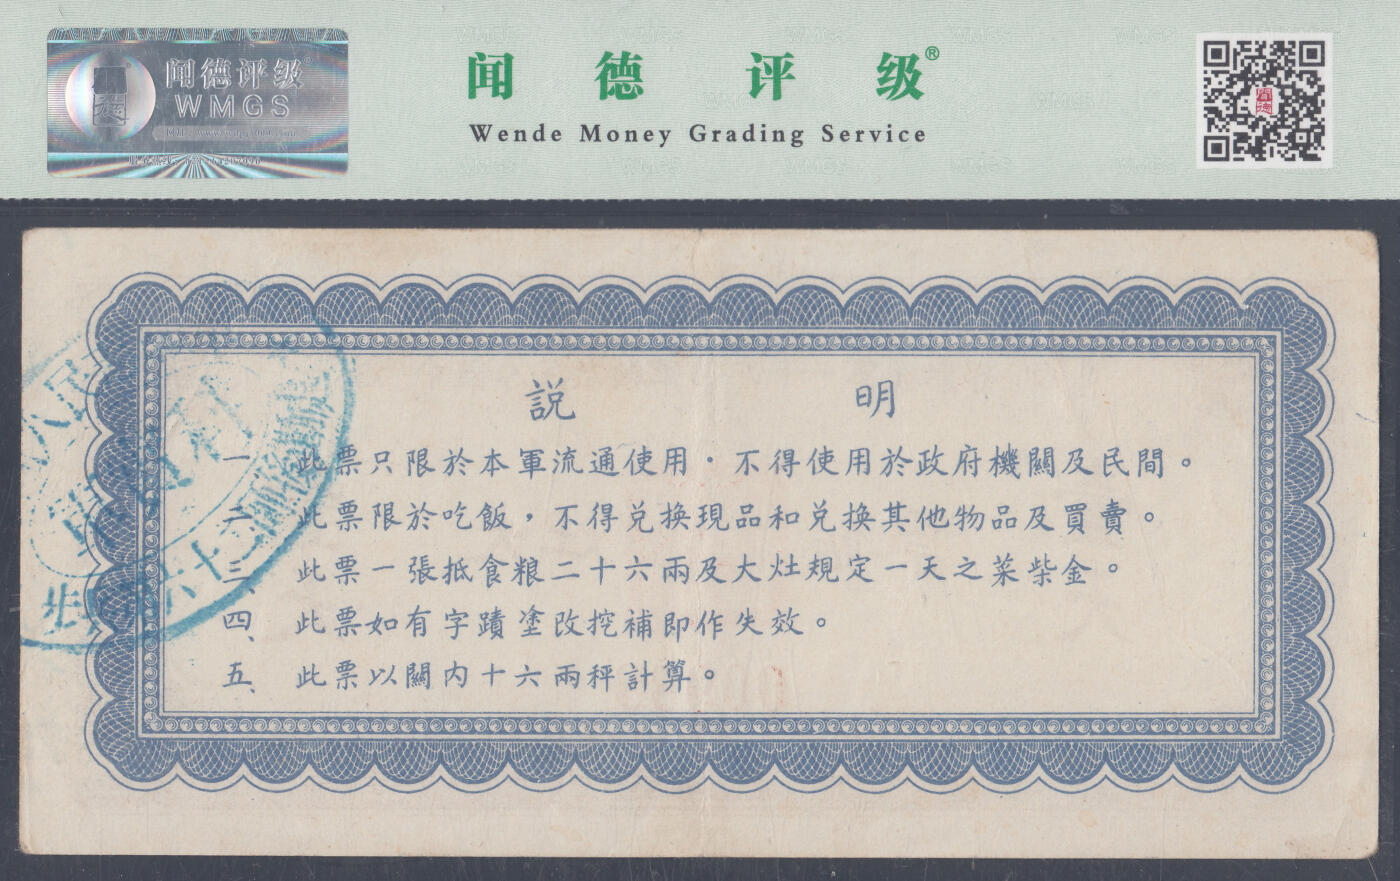 闻德评级
WMGS
闻德评级®
Wende Money Grading Service
説明
一、此票只限於本軍流通使用．不得使用於政府機關及民間。
二、此票限於吃飯，不得兑換現品和兑換其他物品及買賣。
三、此票一張抵食粮二十六兩及大灶規定一天之菜柴金。
四、此票如有字蹟塗改挖補即作失效。
五、此票以關内十六兩秤計算。